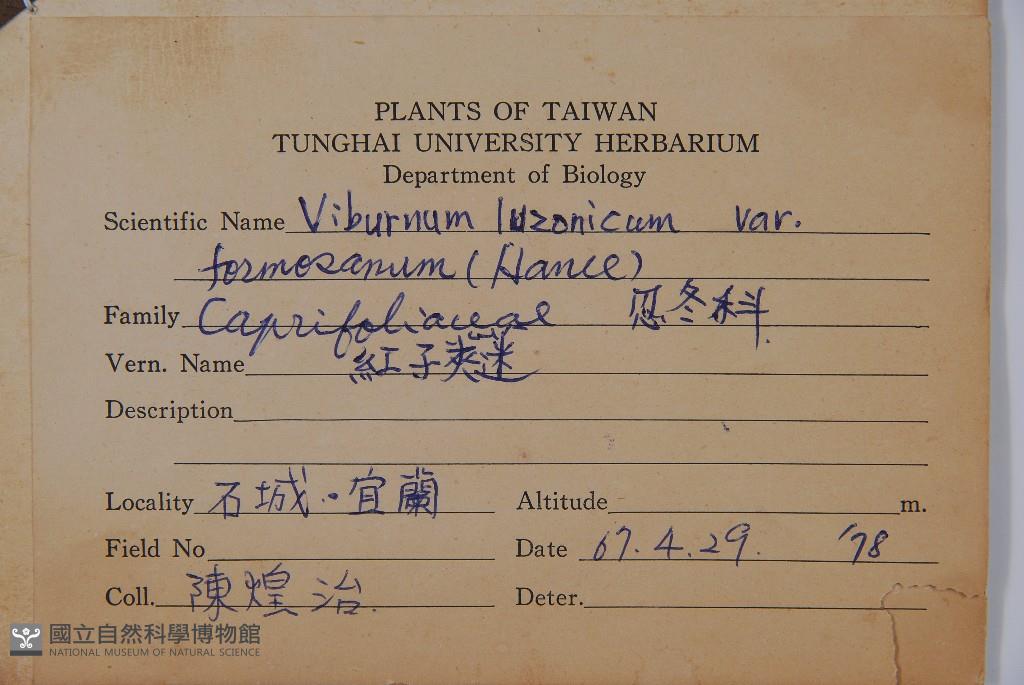 PLANTS OF TAIWAN
TUNGHAI UNIVERSITY HERBARIUM
Department of Biology
Scientific Name Viburnum luzonicum var.
formosanum (Hance)
Family Caprifoliaceae 忍冬科
Vern. Name 紅子莢蒾
Description
Locality 石城·宜蘭 Altitude m.
Field No Date 67.4.29. '78
Coll. 陳煌治. Deter.
國立自然科學博物館
NATIONAL MUSEUM OF NATURAL SCIENCE